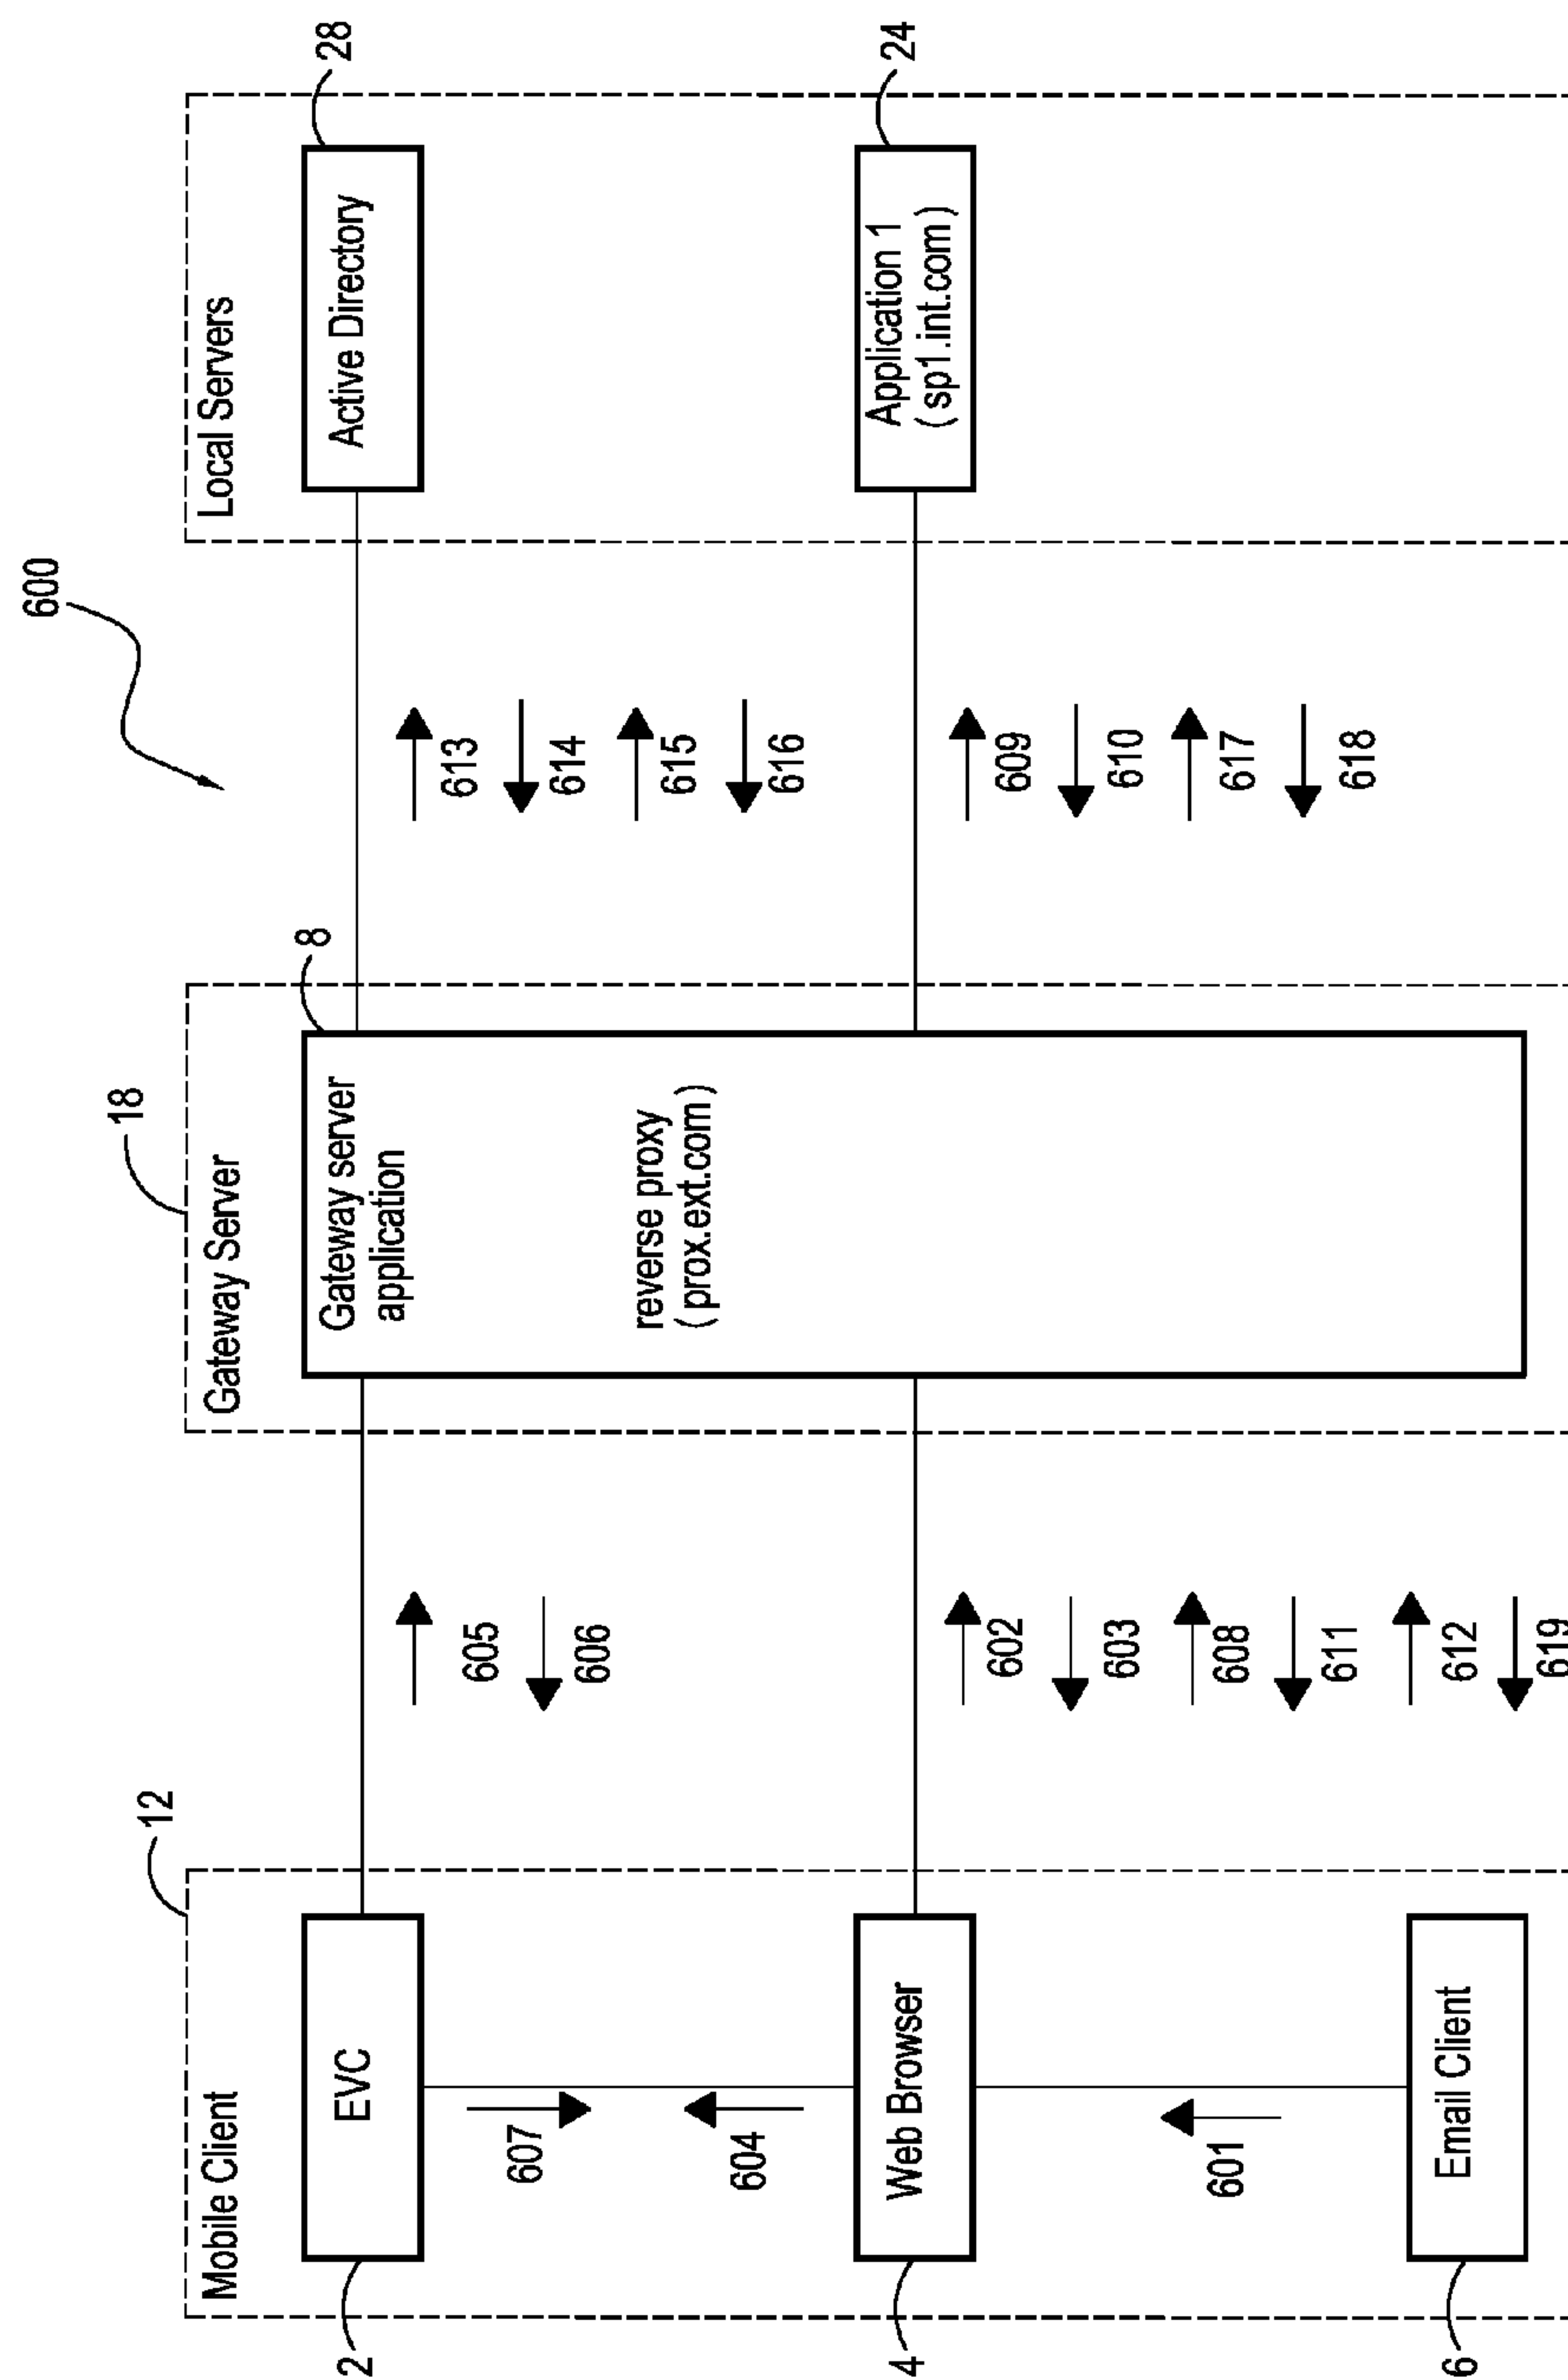 600
12
Mobile Client
2
EVC
607
604
4
Web Browser
601
6
Email Client
605
606
602
603
608
611
612
619
18
Gateway Server
8
Gateway server
application
reverse proxy
( prox.ext.com )
613
614
615
616
609
610
617
618
Local Servers
28
Active Directory
24
Application 1
( sp1.int.com )